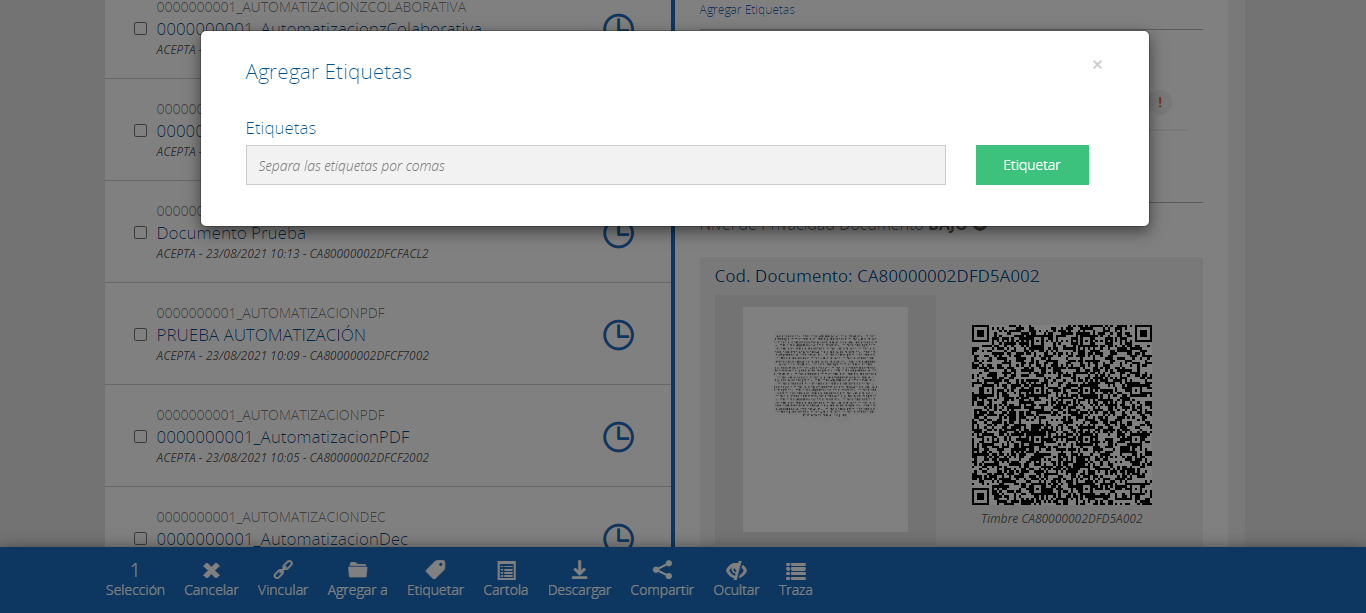 0000000001_AUTOMATIZACIONZCOLABORATIVA
0000000001_AutomatizacionzColaborativa
ACEPTA -
Agregar Etiquetas
Agregar Etiquetas
×
Etiquetas
Separa las etiquetas por comas
Etiquetar
!
ACEPTA -
Documento Prueba
ACEPTA - 23/08/2021 10:13 - CA80000002DFCFACL2
0000000001_AUTOMATIZACIONPDF
PRUEBA AUTOMATIZACIÓN
ACEPTA - 23/08/2021 10:09 - CA80000002DFCF7002
0000000001_AUTOMATIZACIONPDF
0000000001_AutomatizacionPDF
ACEPTA - 23/08/2021 10:05 - CA80000002DFCF2002
0000000001_AUTOMATIZACIONDEC
0000000001_AutomatizacionDec
Nivel de Privacidad Documento BAJO
Cod. Documento: CA80000002DFD5A002
Timbre CA80000002DFD5A002
1
Selección
Cancelar
Vincular
Agregar a
Etiquetar
Cartola
Descargar
Compartir
Ocultar
Traza